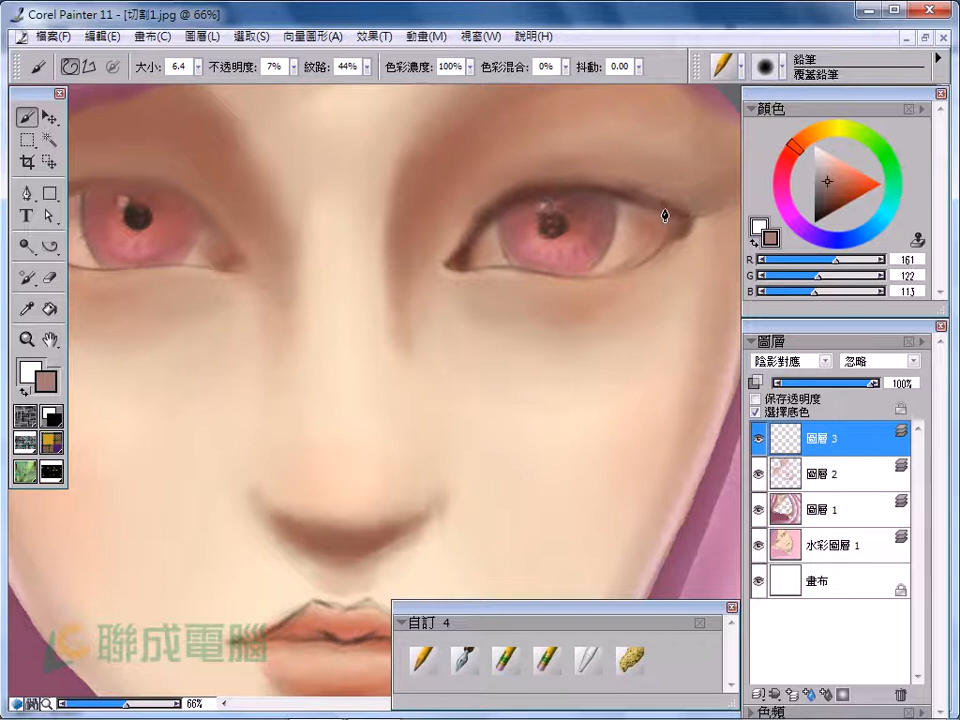 Corel Painter 11 - [切割1.jpg @ 66%]
檔案(F) 編輯(E) 畫布(C) 圖層(L) 選取(S) 向量圖形(A) 效果(T) 動畫(M) 視窗(W) 說明(H)
大小: 6.4 不透明度: 7% 紋路: 44% 色彩濃度: 100% 色彩混合: 0% 抖動: 0.00
鉛筆
覆蓋鉛筆
顏色
R 161
G 122
B 113
圖層
陰影對應 忽略
100%
保存透明度
選擇底色
圖層 3
圖層 2
圖層 1
水彩圖層 1
畫布
自訂 4
聯成電腦
66%
色頻